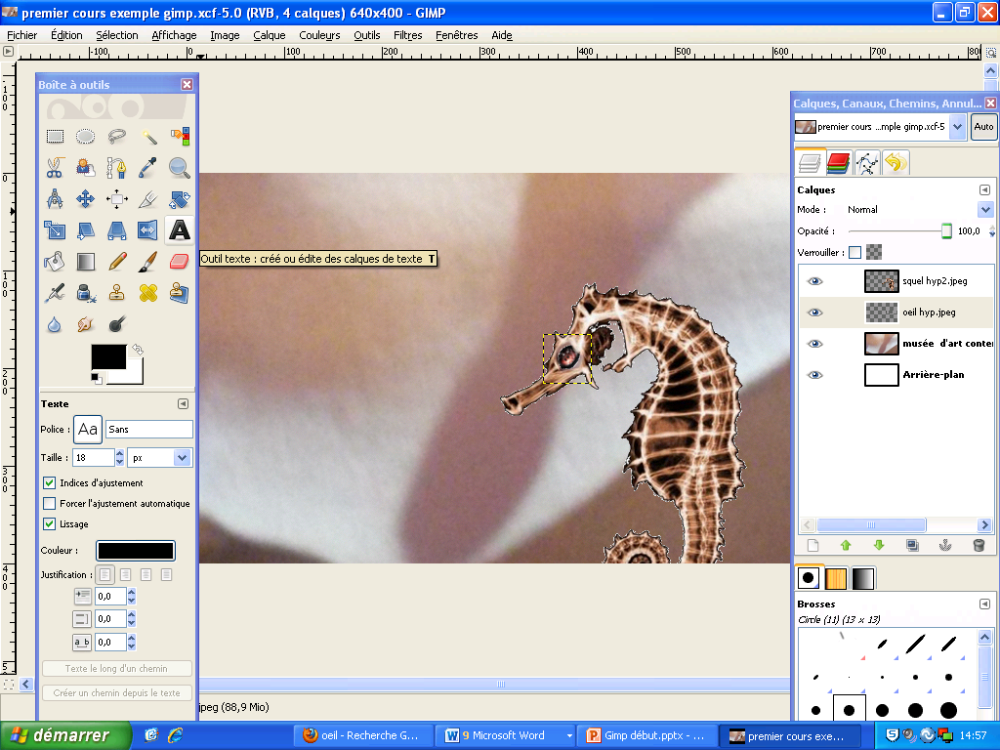 premier cours exemple gimp.xcf-5.0 (RVB, 4 calques) 640x400 - GIMP
Fichier Édition Sélection Affichage Image Calque Couleurs Outils Filtres Fenêtres Aide
-100 0 100 200 300 400 500 600 700 80
Boîte à outils
Outil texte : créé ou édite des calques de texte T
Texte
Police : Aa Sans
Taille : 18 px
Indices d'ajustement
Forcer l'ajustement automatique
Lissage
Couleur :
Justification :
0,0
0,0
a_b 0,0
Texte le long d'un chemin
Créer un chemin depuis le texte
jpeg (88,9 Mio)
Calques, Canaux, Chemins, Annul...
premier cours ...mple gimp.xcf-5 Auto
Calques
Mode : Normal
Opacité : 100,0
Verrouiller :
squel hyp2.jpeg
oeil hyp.jpeg
musée d'art conte
Arrière-plan
Brosses
Circle (11) (13 x 13)
démarrer
oeil - Recherche G...
9 Microsoft Word
Gimp début.pptx - ...
premier cours exe...
14:57